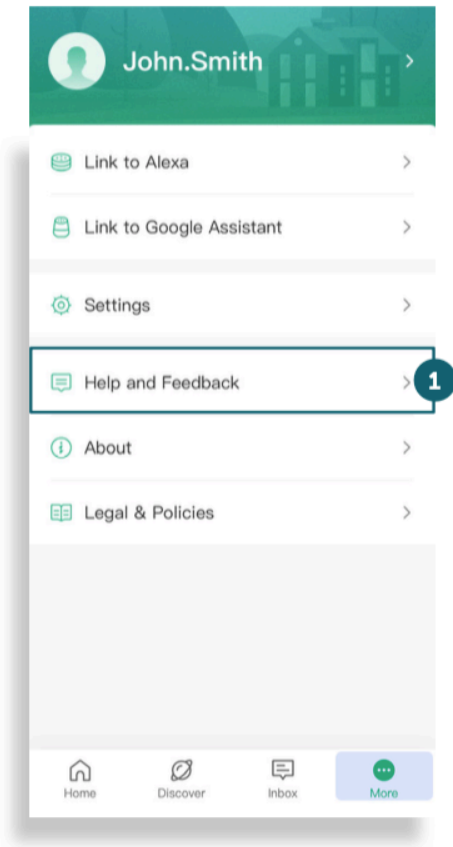 John.Smith
Link to Alexa
Link to Google Assistant
Settings
Help and Feedback
1
About
Legal & Policies
Home Discover Inbox More